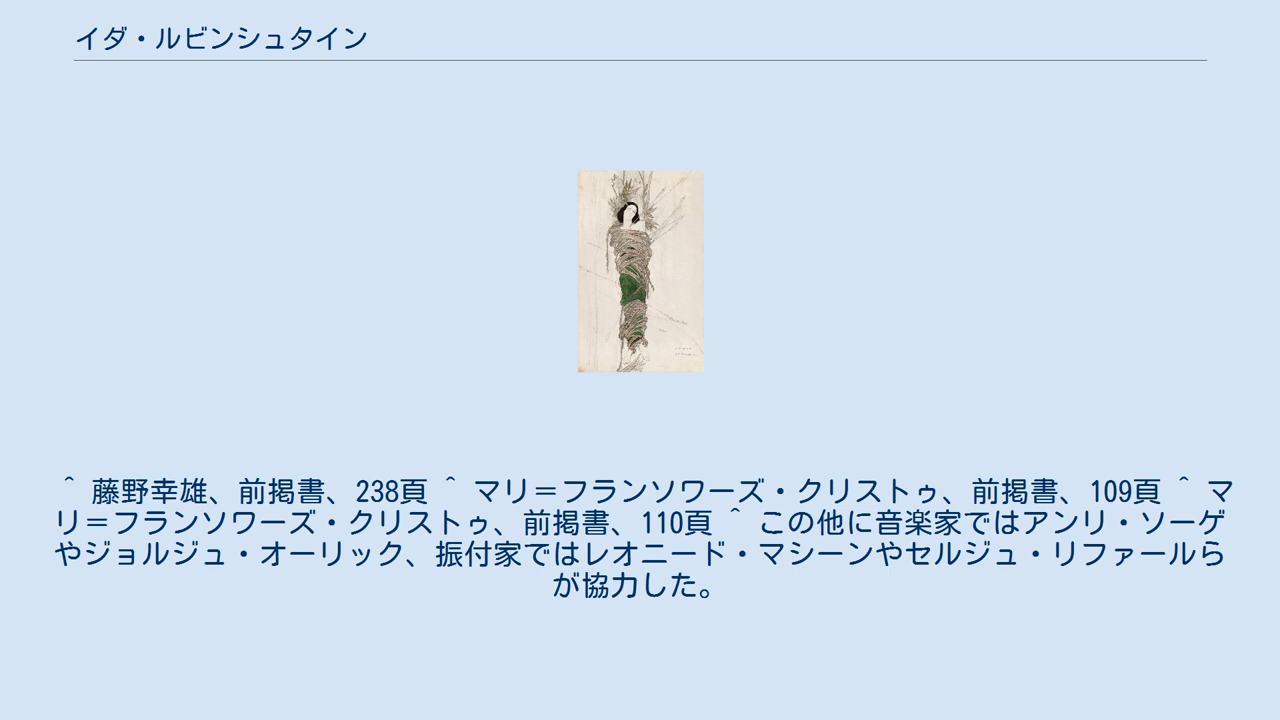 イダ・ルビンシュタイン
^ 藤野幸雄、前掲書、238頁 ^ マリ＝フランソワーズ・クリストゥ、前掲書、109頁 ^ マ
リ＝フランソワーズ・クリストゥ、前掲書、110頁 ^ この他に音楽家ではアンリ・ソーゲ
やジョルジュ・オーリック、振付家ではレオニード・マシーンやセルジュ・リファールら
が協力した。